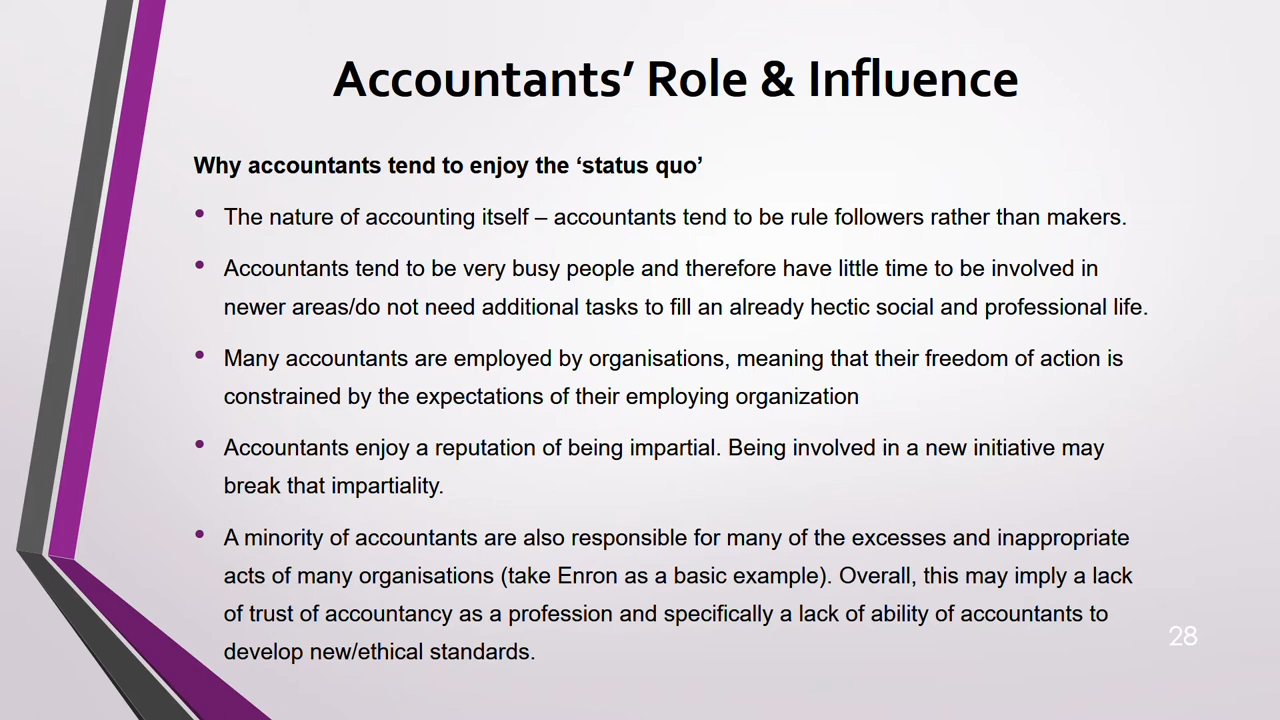 Accountants’ Role & Influence
Why accountants tend to enjoy the ‘status quo’
• The nature of accounting itself – accountants tend to be rule followers rather than makers.
• Accountants tend to be very busy people and therefore have little time to be involved in
newer areas/do not need additional tasks to fill an already hectic social and professional life.
• Many accountants are employed by organisations, meaning that their freedom of action is
constrained by the expectations of their employing organization
• Accountants enjoy a reputation of being impartial. Being involved in a new initiative may
break that impartiality.
• A minority of accountants are also responsible for many of the excesses and inappropriate
acts of many organisations (take Enron as a basic example). Overall, this may imply a lack
of trust of accountancy as a profession and specifically a lack of ability of accountants to
develop new/ethical standards.
28